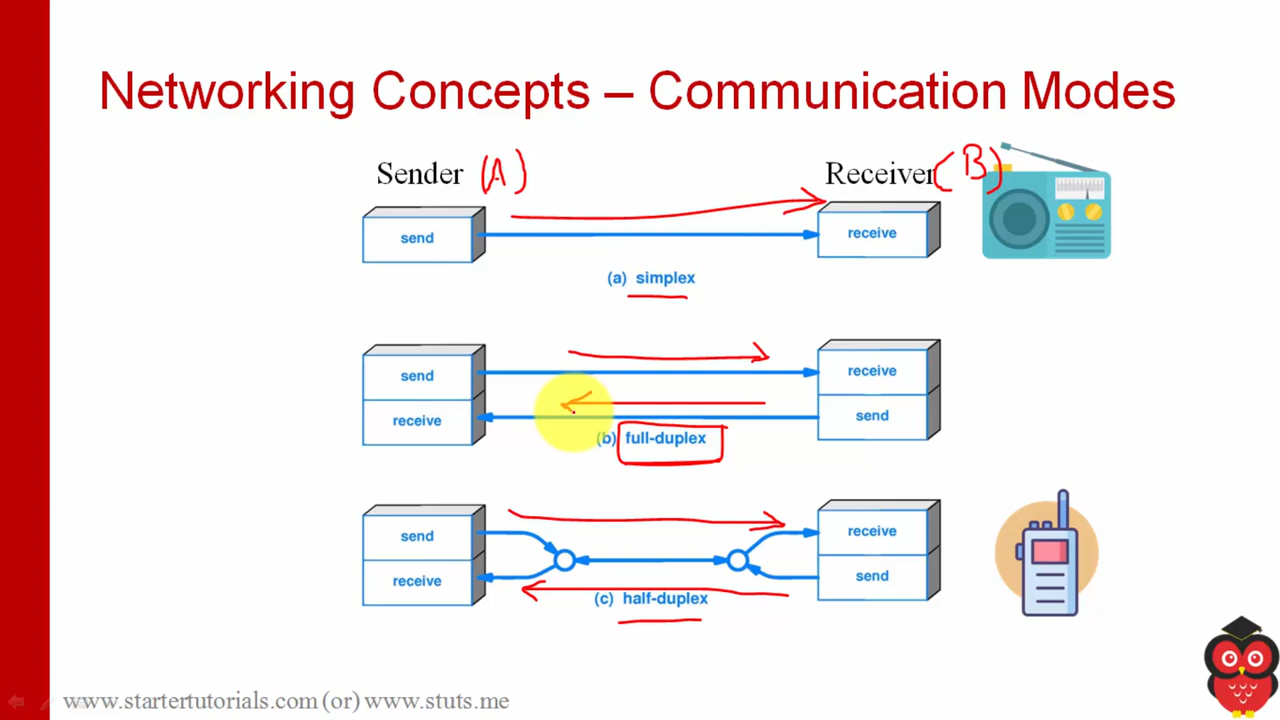 Networking Concepts – Communication Modes
Sender (A) Receiver (B)
send receive
(a) simplex
send receive
receive send
(b) full-duplex
send receive
receive send
(c) half-duplex
www.startertutorials.com (or) www.stuts.me